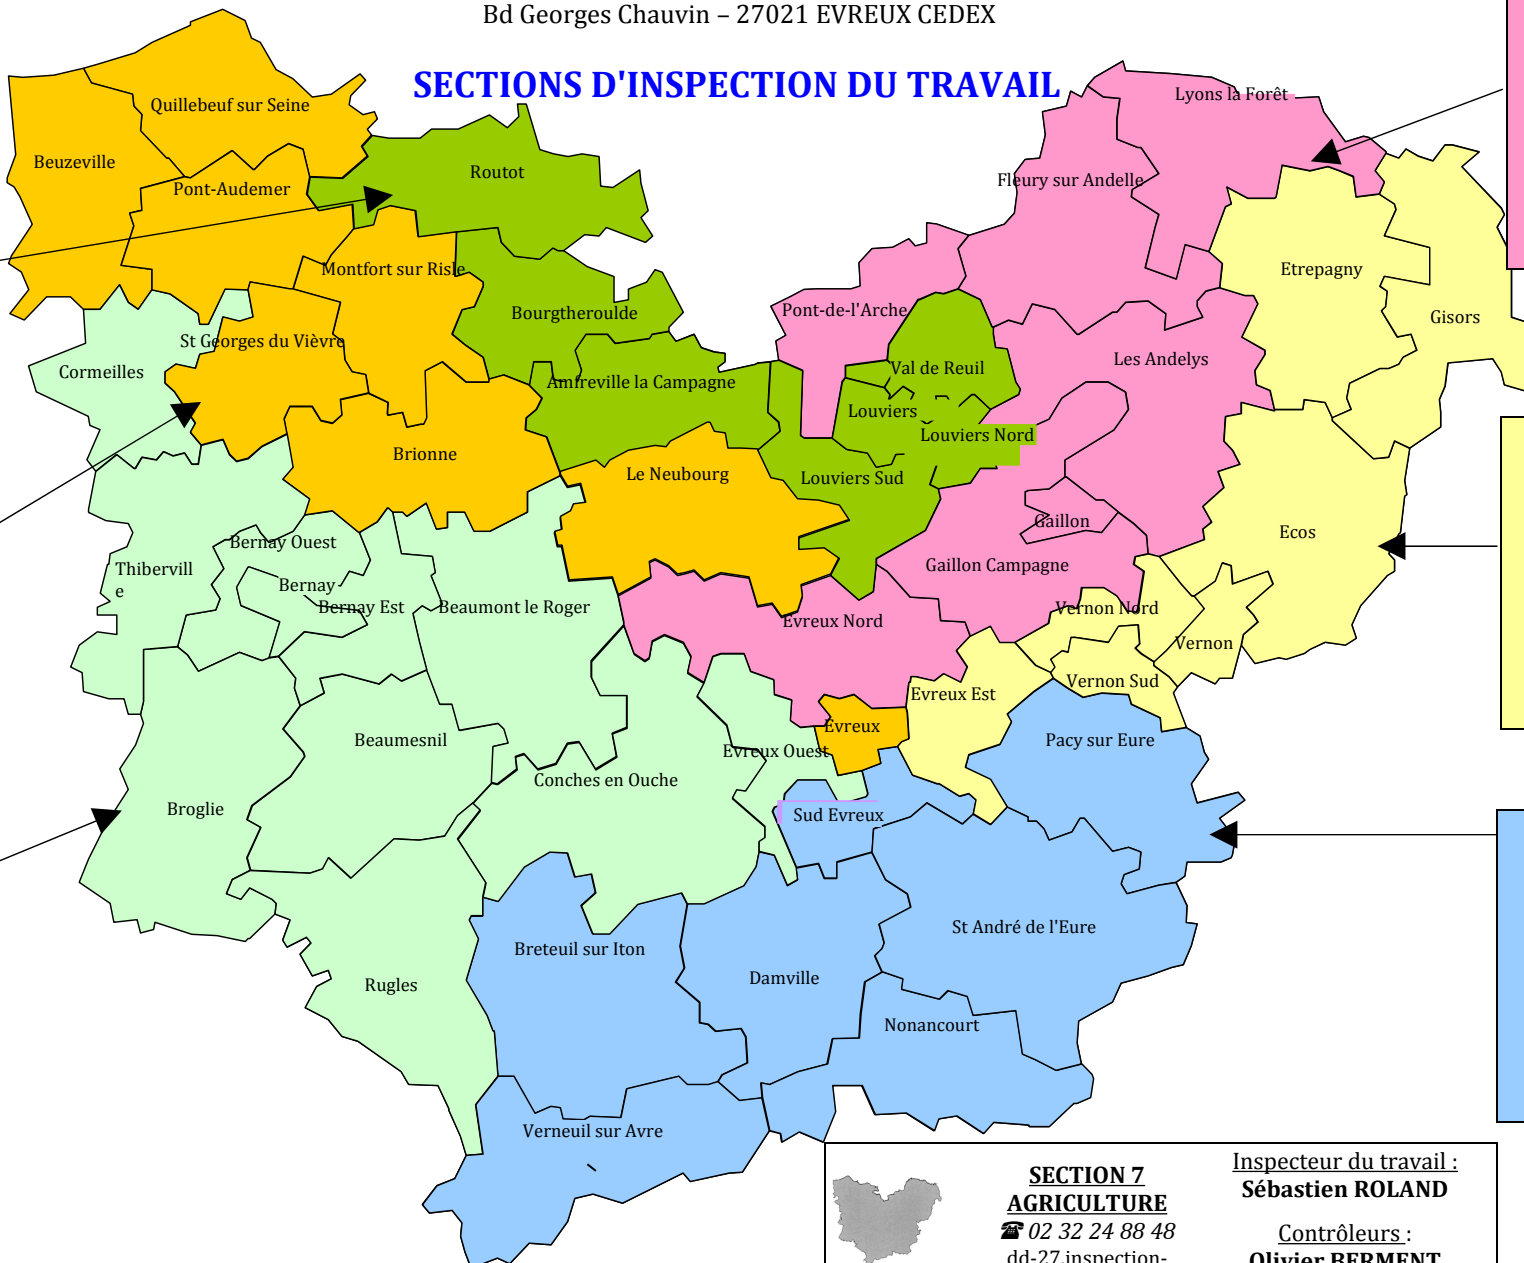 Bd Georges Chauvin – 27021 EVREUX CEDEX
SECTIONS D'INSPECTION DU TRAVAIL
Quillebeuf sur Seine
Lyons la Forêt
Beuzeville
Pont-Audemer
Routot
Fleury sur Andelle
Montfort sur Risle
Etrepagny
Bourgtheroulde
Pont-de-l'Arche
Gisors
St Georges du Vièvre
Cormeilles
Amfreville la Campagne
Val de Reuil
Les Andelys
Louviers
Louviers Nord
Brionne
Le Neubourg
Louviers Sud
Gaillon
Ecos
Bernay Ouest
Thibervill
e
Bernay
Bernay Est
Beaumont le Roger
Gaillon Campagne
Vernon Nord
Evreux Nord
Vernon
Vernon Sud
Evreux Est
Evreux
Evreux Ouest
Beaumesnil
Pacy sur Eure
Conches en Ouche
Broglie
Sud Evreux
St André de l'Eure
Breteuil sur Iton
Damville
Rugles
Nonancourt
Verneuil sur Avre
SECTION 7
AGRICULTURE
☎ 02 32 24 88 48
dd-27.inspection-
Inspecteur du travail :
Sébastien ROLAND
Contrôleurs :
Olivier BERMENT